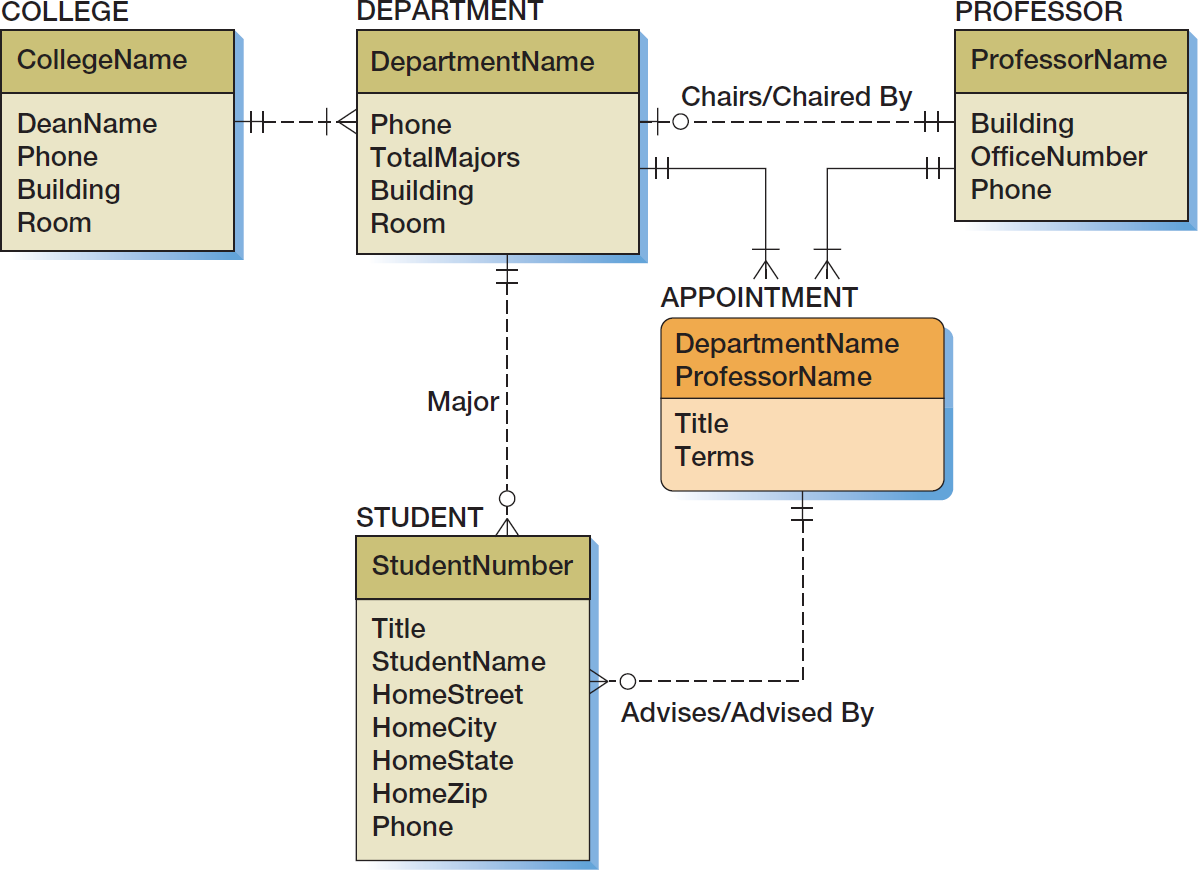 COLLEGE
CollegeName
DeanName
Phone
Building
Room
DEPARTMENT
DepartmentName
Phone
TotalMajors
Building
Room
Chairs/Chaired By
PROFESSOR
ProfessorName
Building
OfficeNumber
Phone
APPOINTMENT
DepartmentName
ProfessorName
Title
Terms
Major
STUDENT
StudentNumber
Title
StudentName
HomeStreet
HomeCity
HomeState
HomeZip
Phone
Advises/Advised By